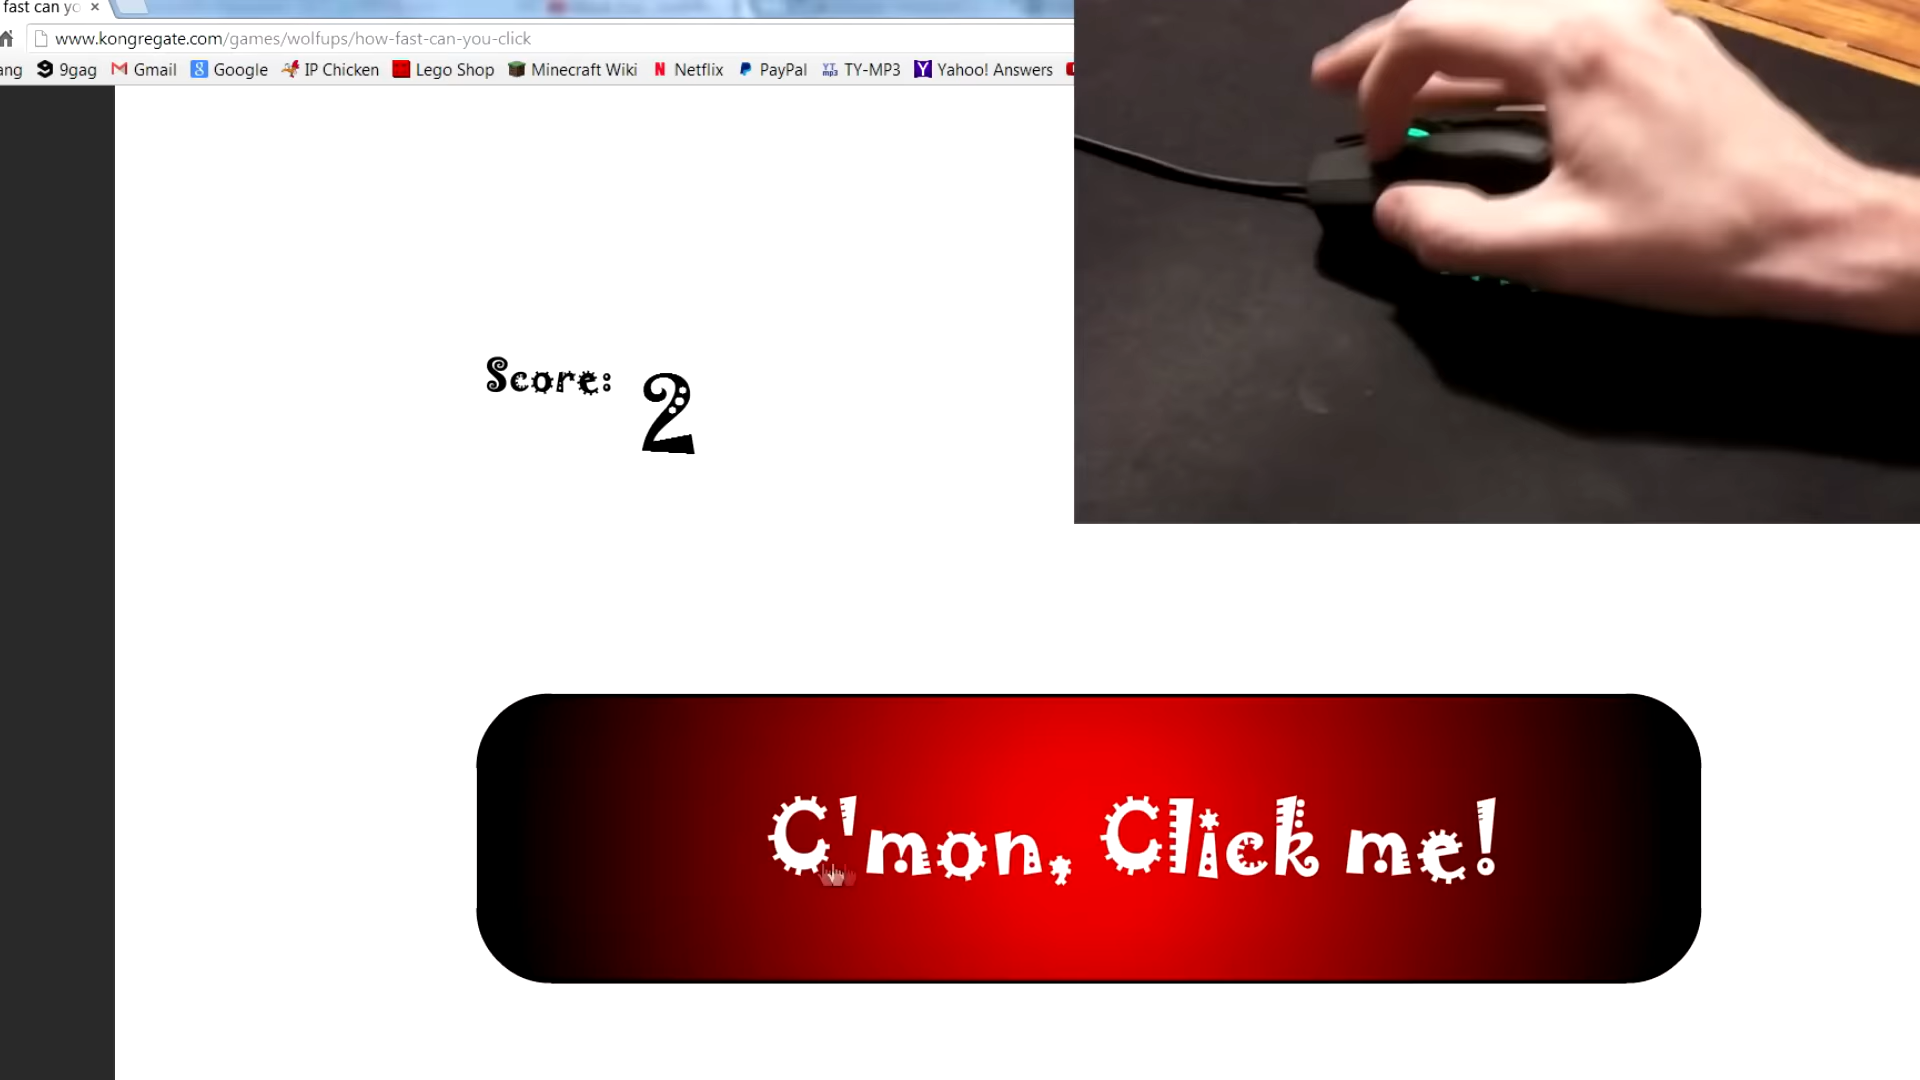 fast can yo
www.kongregate.com/games/wolfups/how-fast-can-you-click
ang 9gag Gmail Google IP Chicken Lego Shop Minecraft Wiki Netflix PayPal TY-MP3 Yahoo! Answers
Score: 2
C'mon, Click me!